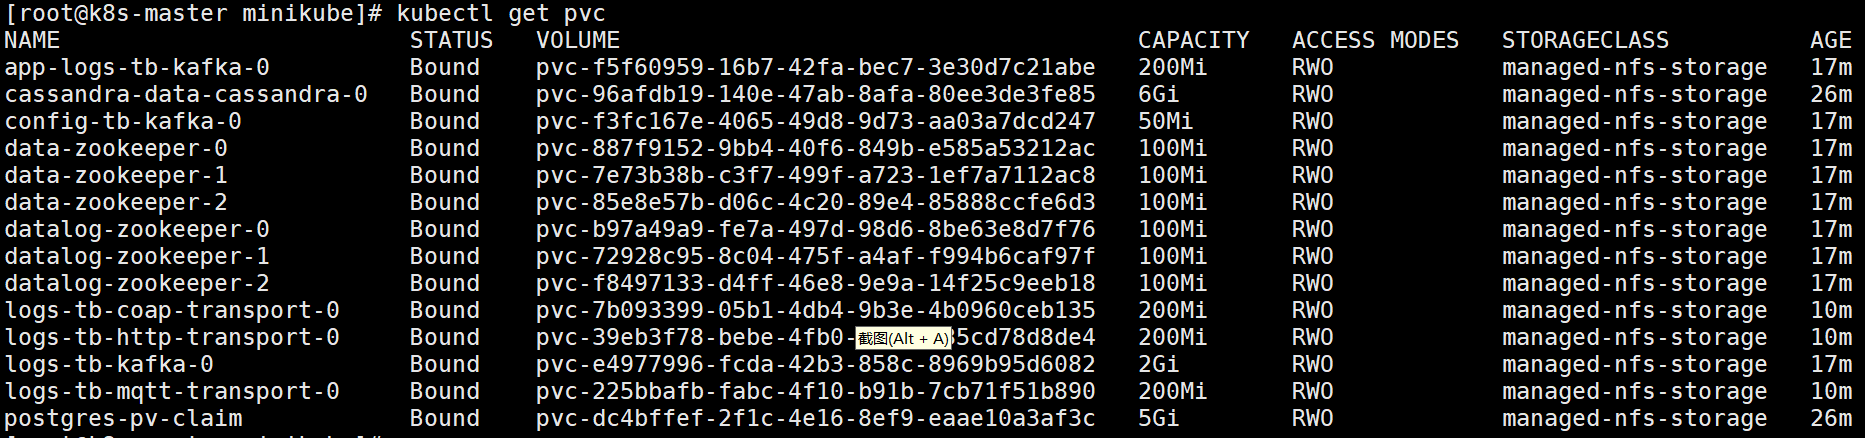 [root@k8s-master minikube]# kubectl get pvc
NAME STATUS VOLUME CAPACITY ACCESS MODES STORAGECLASS AGE
app-logs-tb-kafka-0 Bound pvc-f5f60959-16b7-42fa-bec7-3e30d7c21abe 200Mi RWO managed-nfs-storage 17m
cassandra-data-cassandra-0 Bound pvc-96afdb19-140e-47ab-8afa-80ee3de3fe85 6Gi RWO managed-nfs-storage 26m
config-tb-kafka-0 Bound pvc-f3fc167e-4065-49d8-9d73-aa03a7dcd247 50Mi RWO managed-nfs-storage 17m
data-zookeeper-0 Bound pvc-887f9152-9bb4-40f6-849b-e585a53212ac 100Mi RWO managed-nfs-storage 17m
data-zookeeper-1 Bound pvc-7e73b38b-c3f7-499f-a723-1ef7a7112ac8 100Mi RWO managed-nfs-storage 17m
data-zookeeper-2 Bound pvc-85e8e57b-d06c-4c20-89e4-85888ccfe6d3 100Mi RWO managed-nfs-storage 17m
datalog-zookeeper-0 Bound pvc-b97a49a9-fe7a-497d-98d6-8be63e8d7f76 100Mi RWO managed-nfs-storage 17m
datalog-zookeeper-1 Bound pvc-72928c95-8c04-475f-a4af-f994b6caf97f 100Mi RWO managed-nfs-storage 17m
datalog-zookeeper-2 Bound pvc-f8497133-d4ff-46e8-9e9a-14f25c9eeb18 100Mi RWO managed-nfs-storage 17m
logs-tb-coap-transport-0 Bound pvc-7b093399-05b1-4db4-9b3e-4b0960ceb135 200Mi RWO managed-nfs-storage 10m
logs-tb-http-transport-0 Bound pvc-39eb3f78-bebe-4fb0- 截图(Alt + A) 5cd78d8de4 200Mi RWO managed-nfs-storage 10m
logs-tb-kafka-0 Bound pvc-e4977996-fcda-42b3-858c-8969b95d6082 2Gi RWO managed-nfs-storage 17m
logs-tb-mqtt-transport-0 Bound pvc-225bbafb-fabc-4f10-b91b-7cb71f51b890 200Mi RWO managed-nfs-storage 10m
postgres-pv-claim Bound pvc-dc4bffef-2f1c-4e16-8ef9-eaae10a3af3c 5Gi RWO managed-nfs-storage 26m